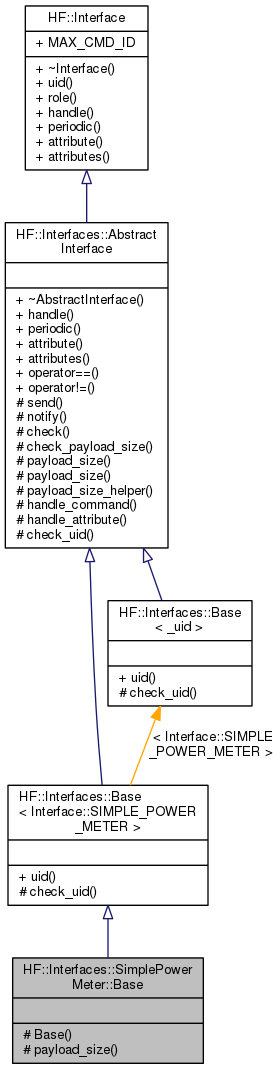 HF::Interface
+ MAX_CMD_ID
+ ~Interface()
+ uid()
+ role()
+ handle()
+ periodic()
+ attribute()
+ attributes()
HF::Interfaces::Abstract
Interface
+ ~AbstractInterface()
+ handle()
+ periodic()
+ attribute()
+ attributes()
+ operator==()
+ operator!=()
# send()
# notify()
# check()
# check_payload_size()
# payload_size()
# payload_size()
# payload_size_helper()
# handle_command()
# handle_attribute()
# check_uid()
HF::Interfaces::Base
< _uid >
+ uid()
# check_uid()
< Interface::SIMPLE
_POWER_METER >
HF::Interfaces::Base
< Interface::SIMPLE_POWER
_METER >
+ uid()
# check_uid()
HF::Interfaces::SimplePower
Meter::Base
# Base()
# payload_size()